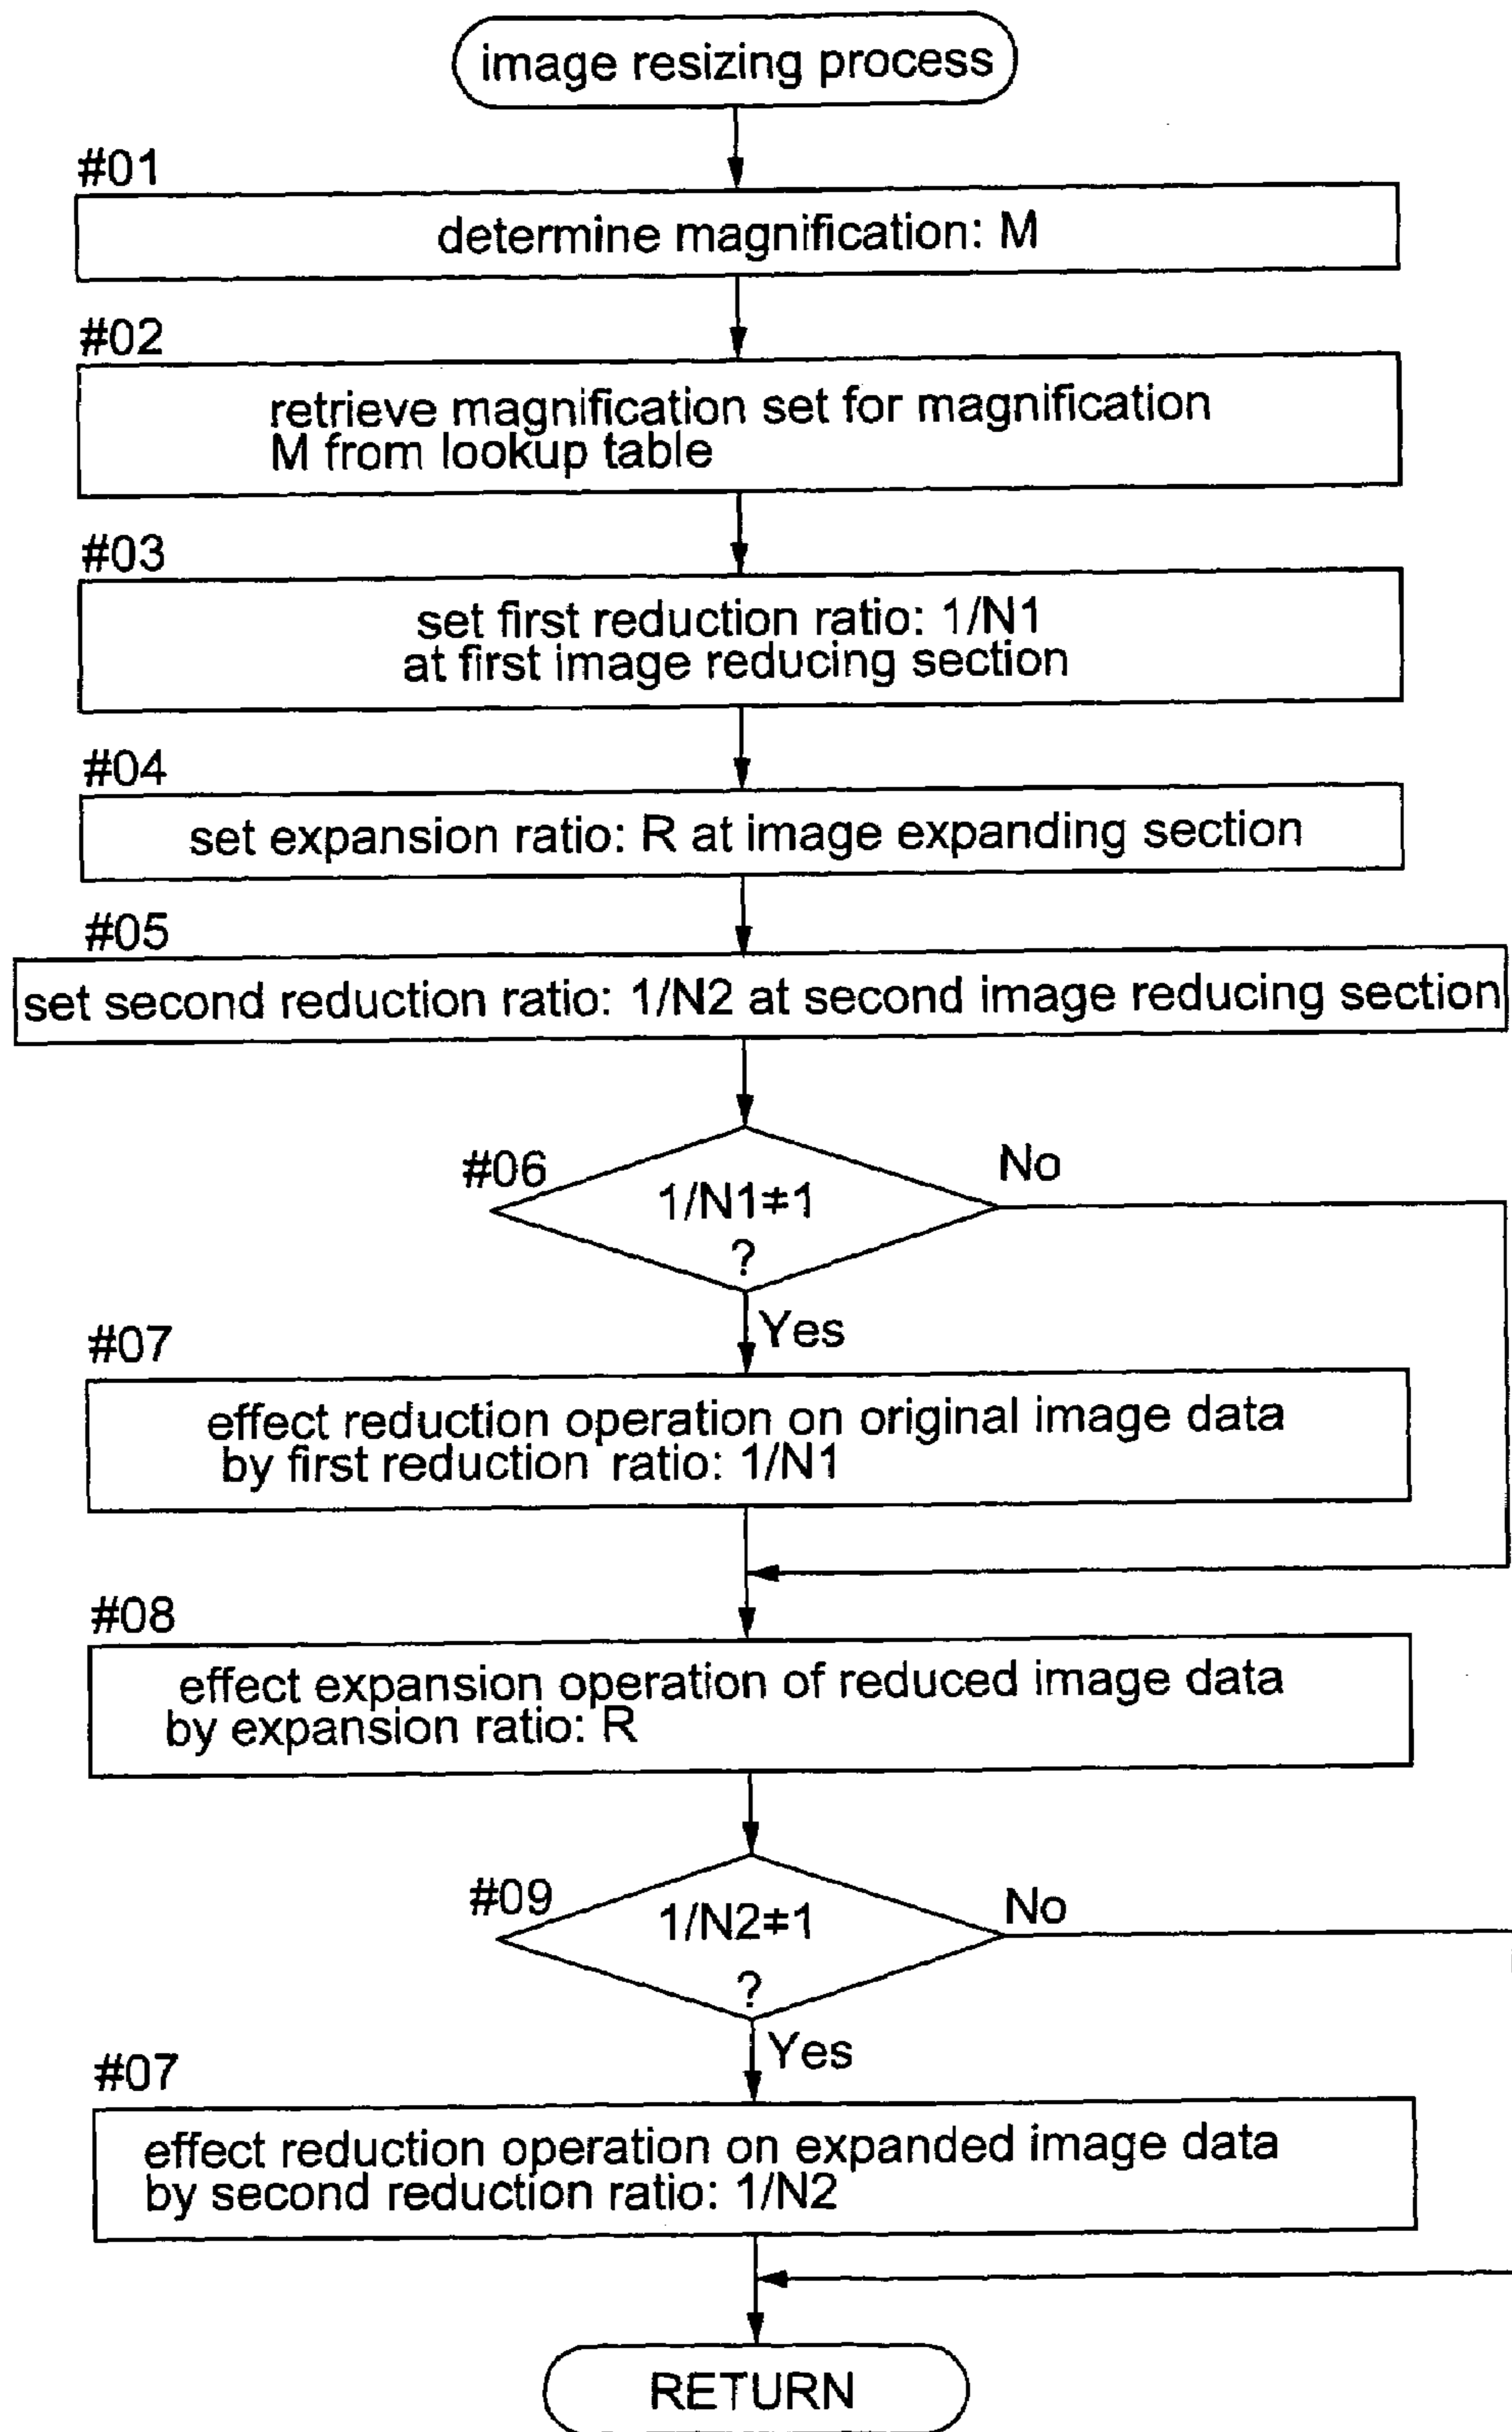 image resizing process
#01
determine magnification: M
#02
retrieve magnification set for magnification
M from lookup table
#03
set first reduction ratio: 1/N1
at first image reducing section
#04
set expansion ratio: R at image expanding section
#05
set second reduction ratio: 1/N2 at second image reducing section
#06
1/N1≠1
?
No
Yes
#07
effect reduction operation on original image data
by first reduction ratio: 1/N1
#08
effect expansion operation of reduced image data
by expansion ratio: R
#09
1/N2≠1
?
No
Yes
#07
effect reduction operation on expanded image data
by second reduction ratio: 1/N2
RETURN